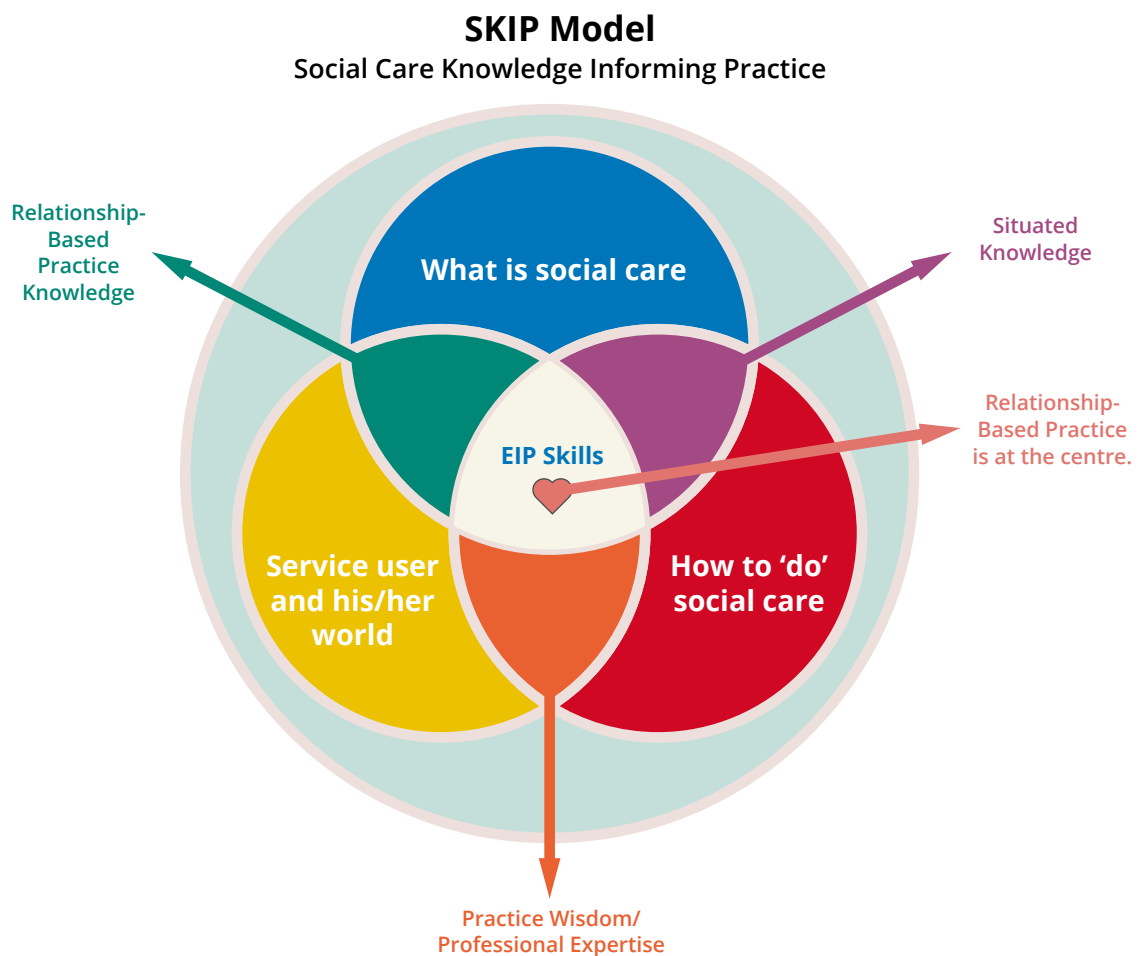 SKIP Model
Social Care Knowledge Informing Practice
Relationship-
Based
Practice
Knowledge
What is social care
Situated
Knowledge
Relationship-
Based Practice
is at the centre.
EIP Skills
Service user
and his/her
world
How to ‘do’
social care
Practice Wisdom/
Professional Expertise